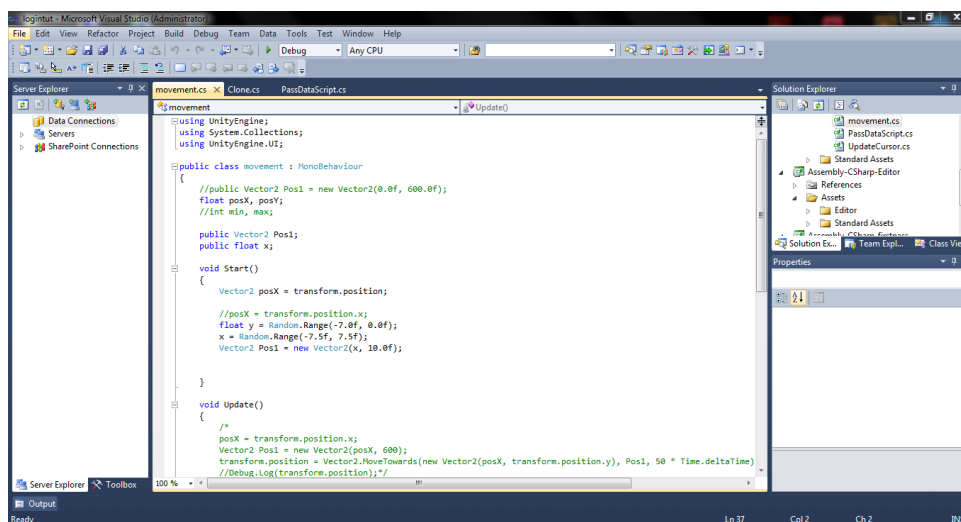 logintut - Microsoft Visual Studio (Administrator)
File Edit View Refactor Project Build Debug Team Data Tools Test Window Help
Debug Any CPU
Server Explorer
Data Connections
Servers
SharePoint Connections
Server Explorer Toolbox
movement.cs Clone.cs PassDataScript.cs
movement Update()
using UnityEngine;
using System.Collections;
using UnityEngine.UI;
public class movement : MonoBehaviour
{
//public Vector2 Pos1 = new Vector2(0.0f, 600.0f);
float posX, posY;
//int min, max;
public Vector2 Pos1;
public float x;
void Start()
{
Vector2 posX = transform.position;
//posX = transform.position.x;
float y = Random.Range(-7.0f, 0.0f);
x = Random.Range(-7.5f, 7.5f);
Vector2 Pos1 = new Vector2(x, 10.0f);
}
void Update()
{
/*
posX = transform.position.x;
Vector2 Pos1 = new Vector2(posX, 600);
transform.position = Vector2.MoveTowards(new Vector2(posX, transform.position.y), Pos1, 50 * Time.deltaTime)
//Debug.Log(transform.position);*/
100 %
Solution Explorer
movement.cs
PassDataScript.cs
UpdateCursor.cs
Standard Assets
Assembly-CSharp-Editor
References
Assets
Editor
Standard Assets
Assembly-CSharp-firstpass
Solution Ex... Team Expl... Class Vie
Properties
Output
Ready Ln 37 Col 2 Ch 2 IN